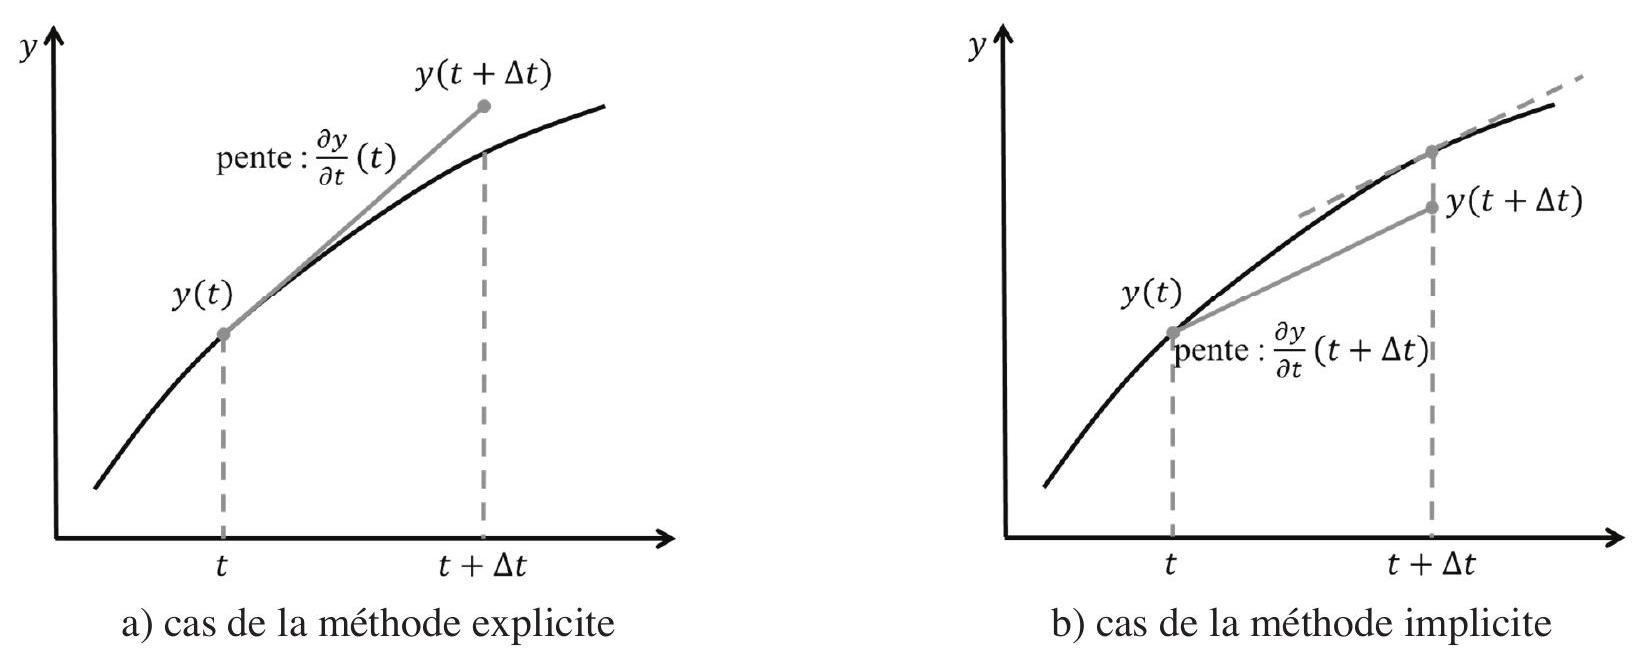 y
y(t + Δt)
pente : ∂y/∂t (t)
y(t)
t
t + Δt
a) cas de la méthode explicite
y
y(t + Δt)
y(t)
pente : ∂y/∂t (t + Δt)
t
t + Δt
b) cas de la méthode implicite